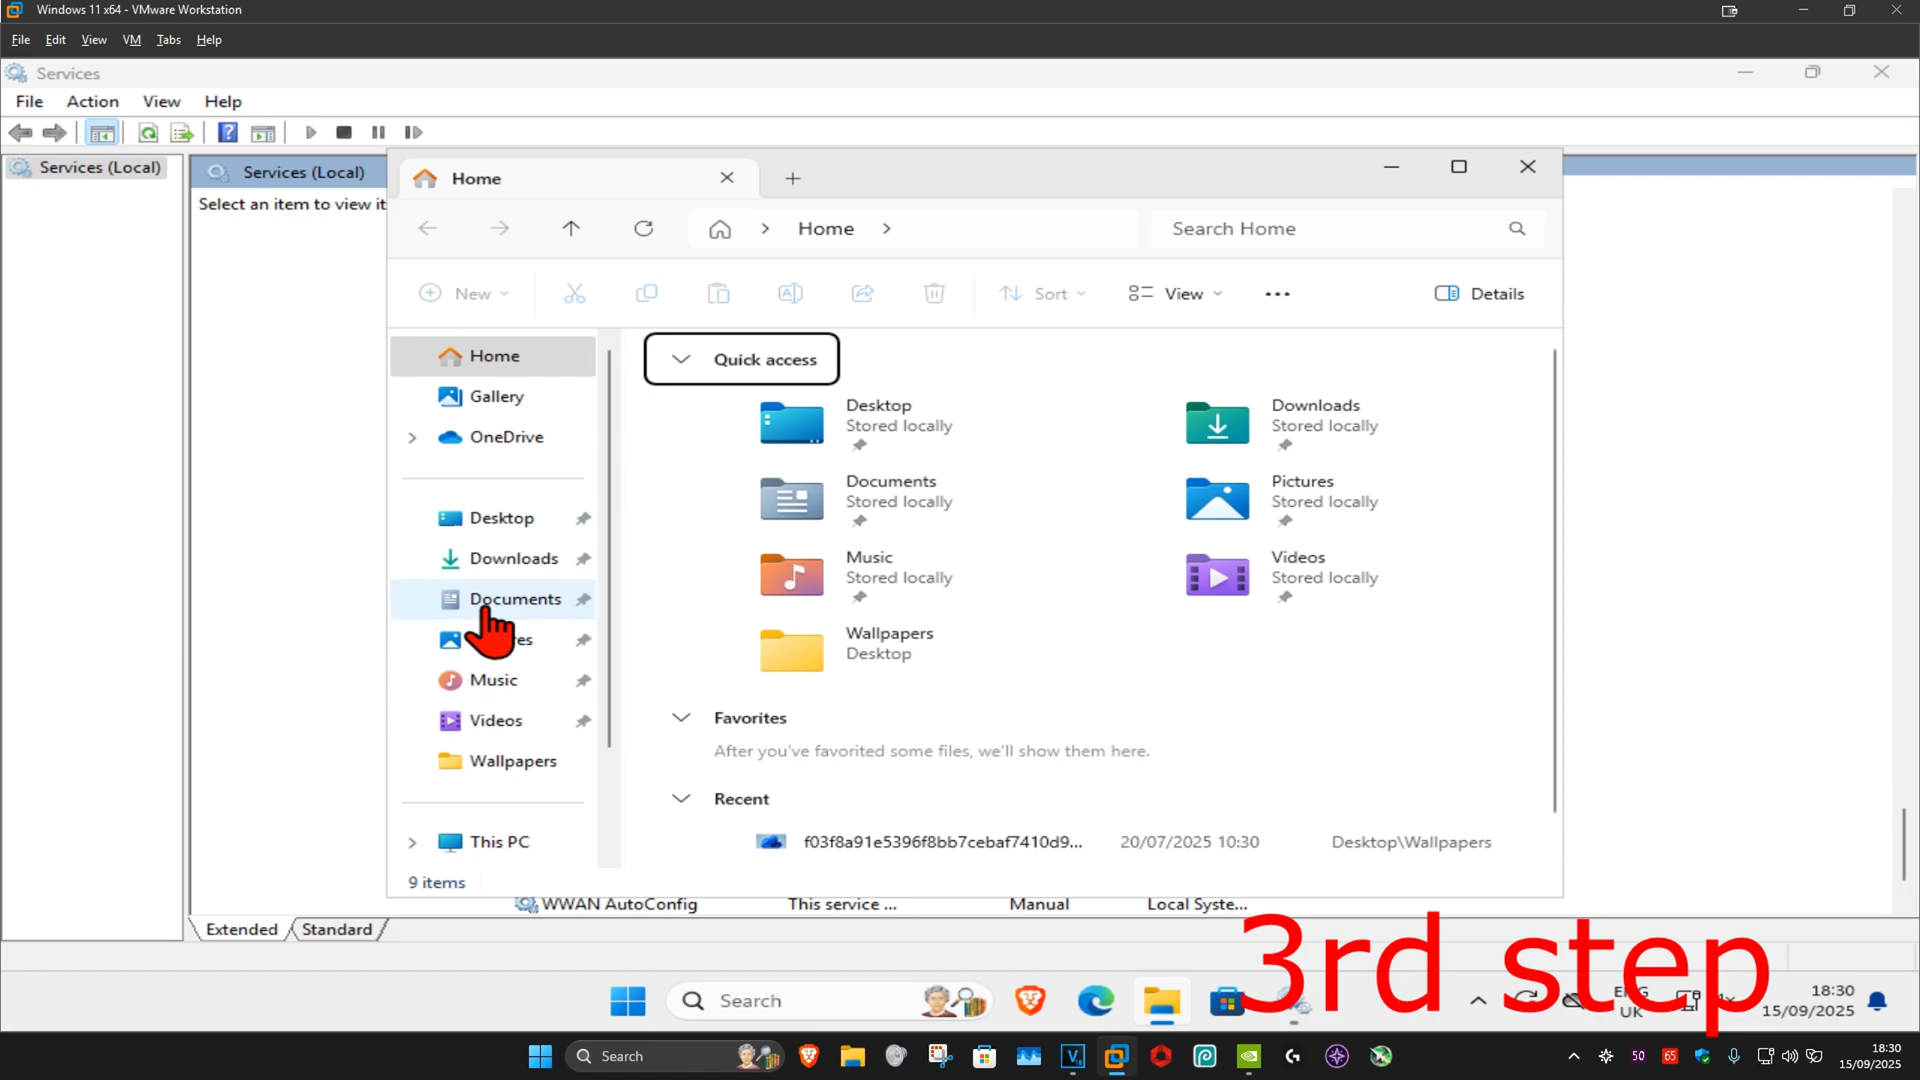 Windows 11 x64 - VMware Workstation
File Edit View VM Tabs Help
Services
File Action View Help
Services (Local)
Services (Local)
Select an item to view it
Home
Home
Search Home
New
Sort
View
Details
Home
Gallery
OneDrive
Desktop
Downloads
Documents
Music
Videos
Wallpapers
This PC
Quick access
Desktop
Stored locally
Downloads
Stored locally
Documents
Stored locally
Pictures
Stored locally
Music
Stored locally
Videos
Stored locally
Wallpapers
Desktop
Favorites
After you've favorited some files, we'll show them here.
Recent
f03f8a91e5396f8bb7cebaf7410d9... 20/07/2025 10:30 Desktop\Wallpapers
9 items
WWAN AutoConfig This service ... Manual Local Syste...
Extended Standard
3rd step
Search
UK
18:30
15/09/2025
Search
50
65
18:30
15/09/2025